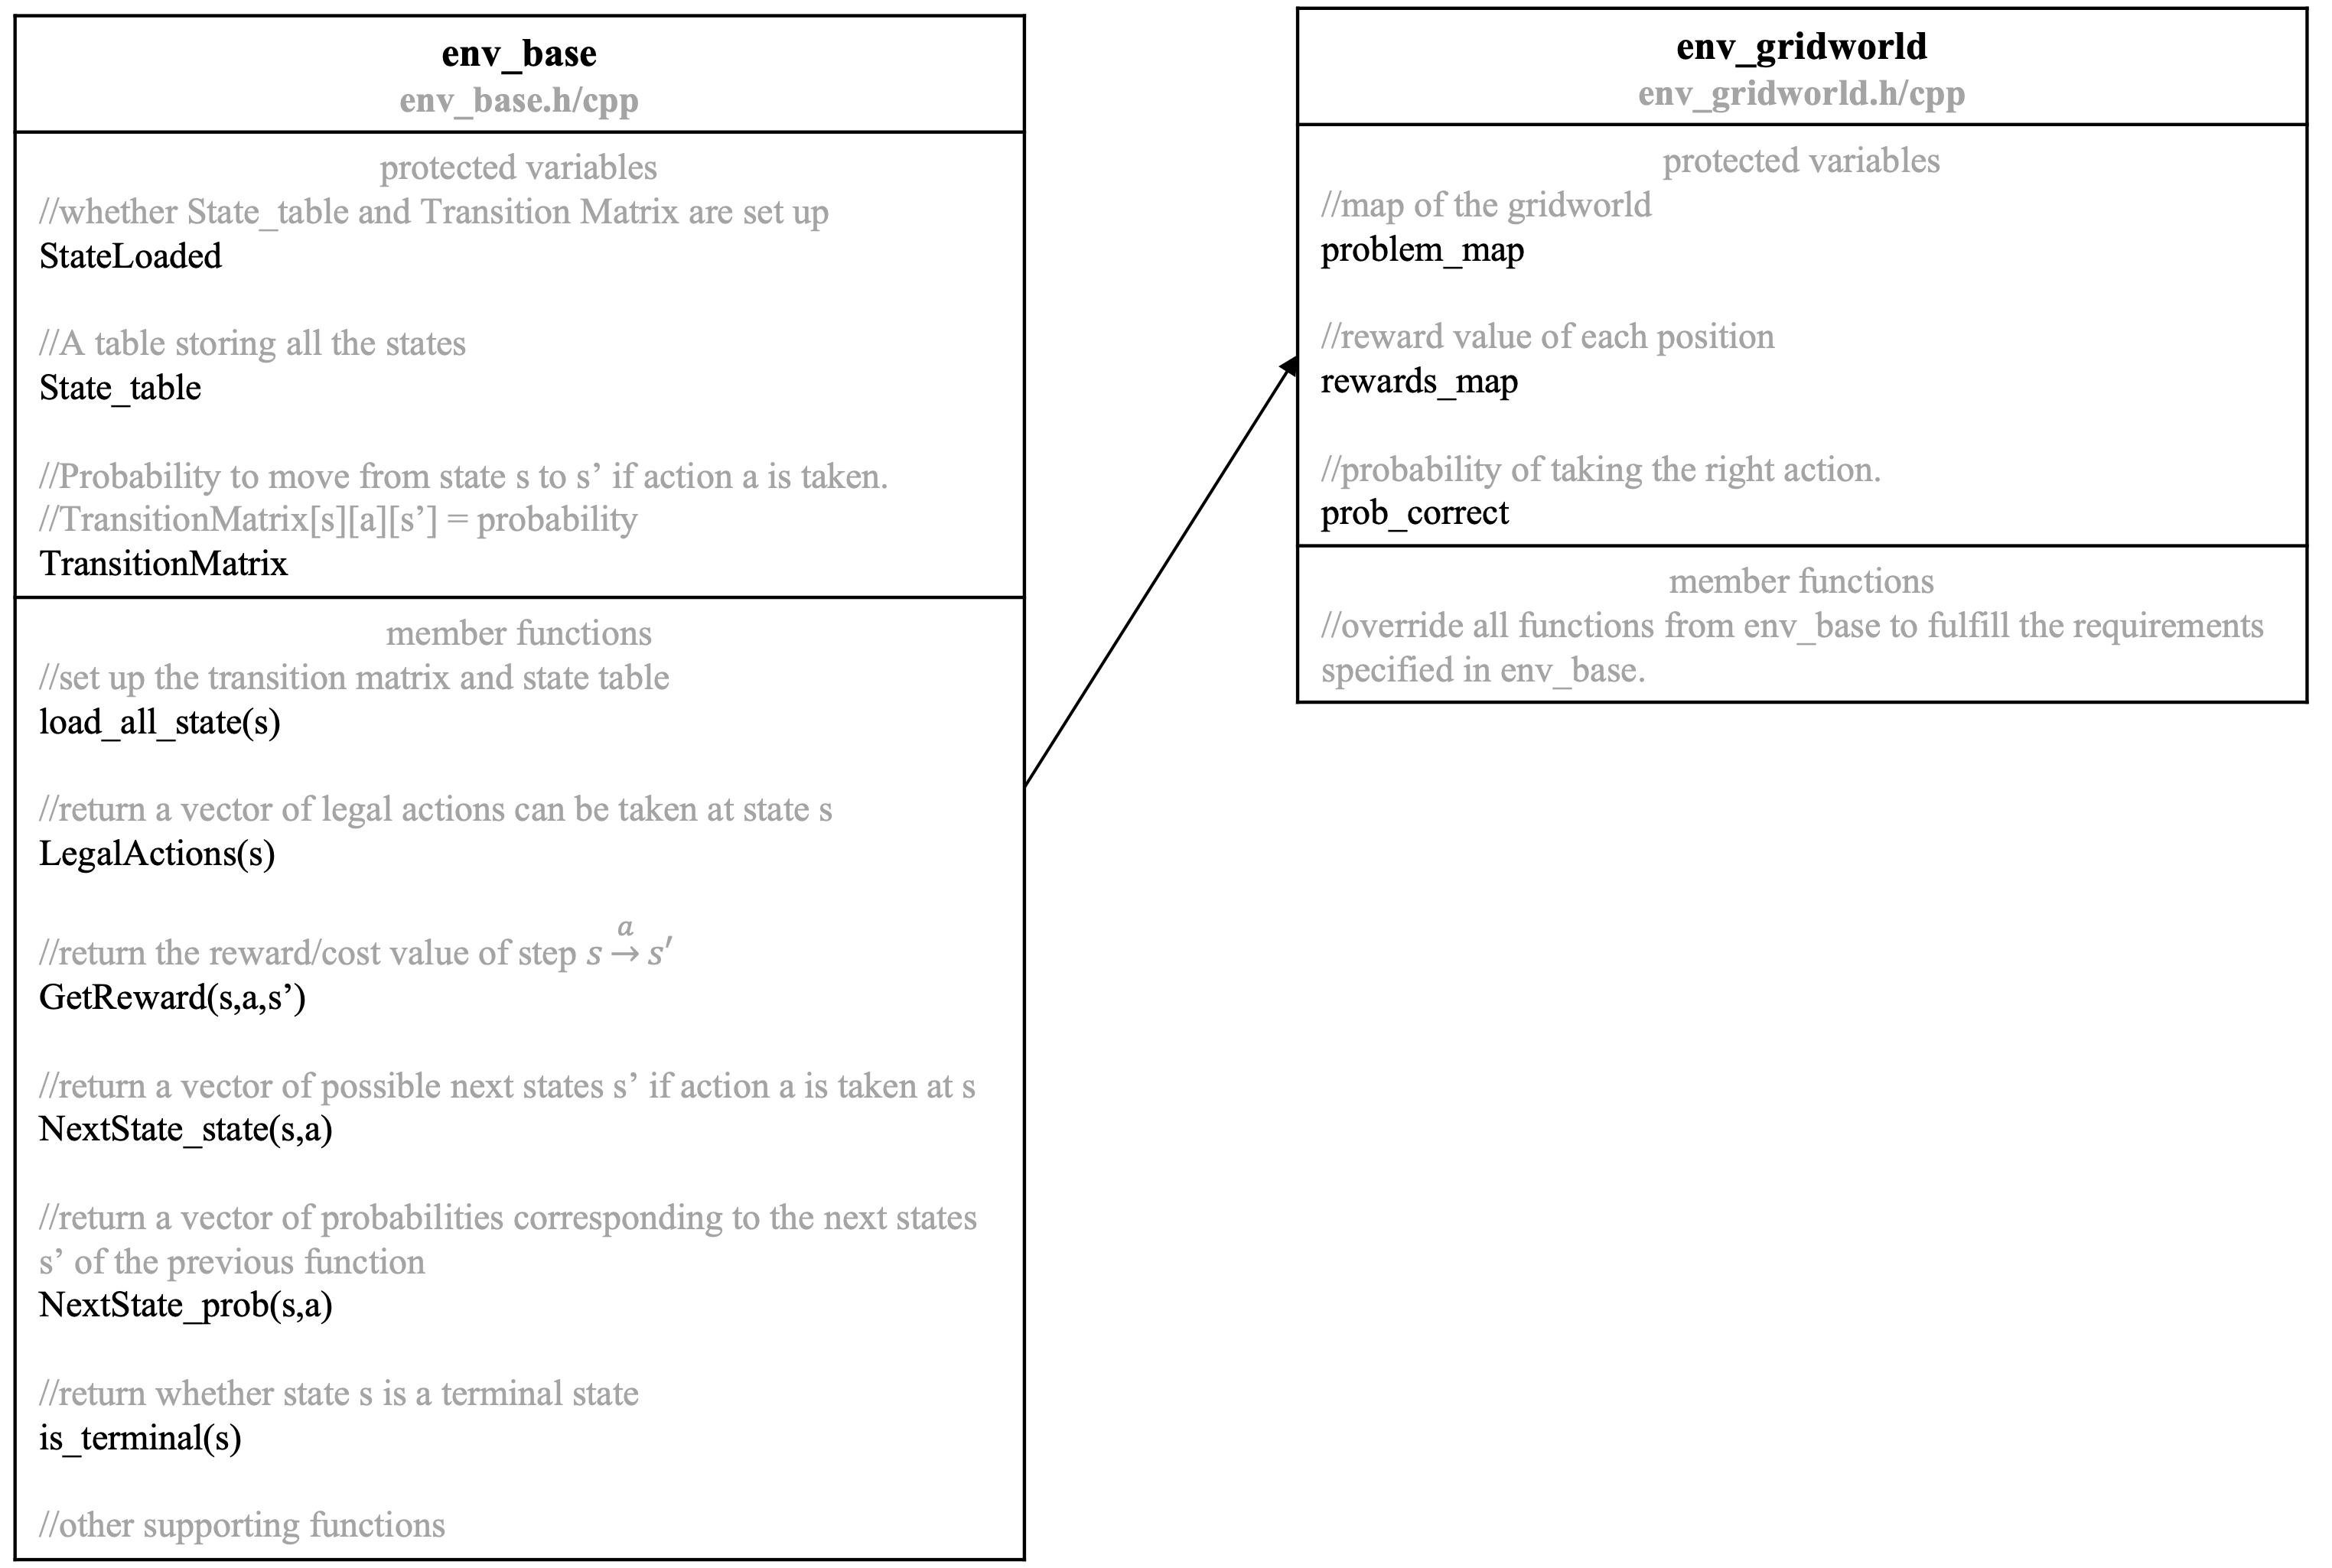 env_base
env_base.h/cpp
protected variables
//whether State_table and Transition Matrix are set up
StateLoaded
//A table storing all the states
State_table
//Probability to move from state s to s’ if action a is taken.
//TransitionMatrix[s][a][s’] = probability
TransitionMatrix
member functions
//set up the transition matrix and state table
load_all_state(s)
//return a vector of legal actions can be taken at state s
LegalActions(s)
//return the reward/cost value of step s a→ s′
GetReward(s,a,s’)
//return a vector of possible next states s’ if action a is taken at s
NextState_state(s,a)
//return a vector of probabilities corresponding to the next states
s’ of the previous function
NextState_prob(s,a)
//return whether state s is a terminal state
is_terminal(s)
//other supporting functions
env_gridworld
env_gridworld.h/cpp
protected variables
//map of the gridworld
problem_map
//reward value of each position
rewards_map
//probability of taking the right action.
prob_correct
member functions
//override all functions from env_base to fulfill the requirements
specified in env_base.